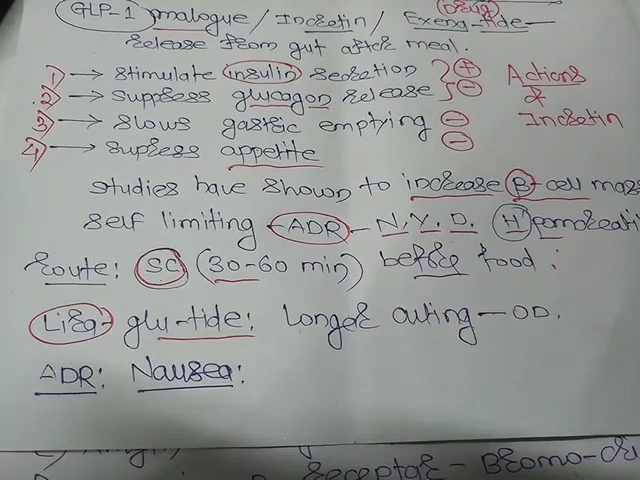 Drug
GLP-1 analogue / Incretin / Exena-tide—
release from gut after meal.
1) → stimulate insulin secretion } +
2) → suppress glucagon release } −
3) → slows gastric emptying −
4) → supress appetite −
Actions
of
Incretin
studies have shown to increase β-cell mass
self limiting -ADR- N.V.D. H
route: SC (30-60 min) before food:
Lira-glu-tide: Longer acting — OD.
ADR: Nausea:
Receptor - Bromo-